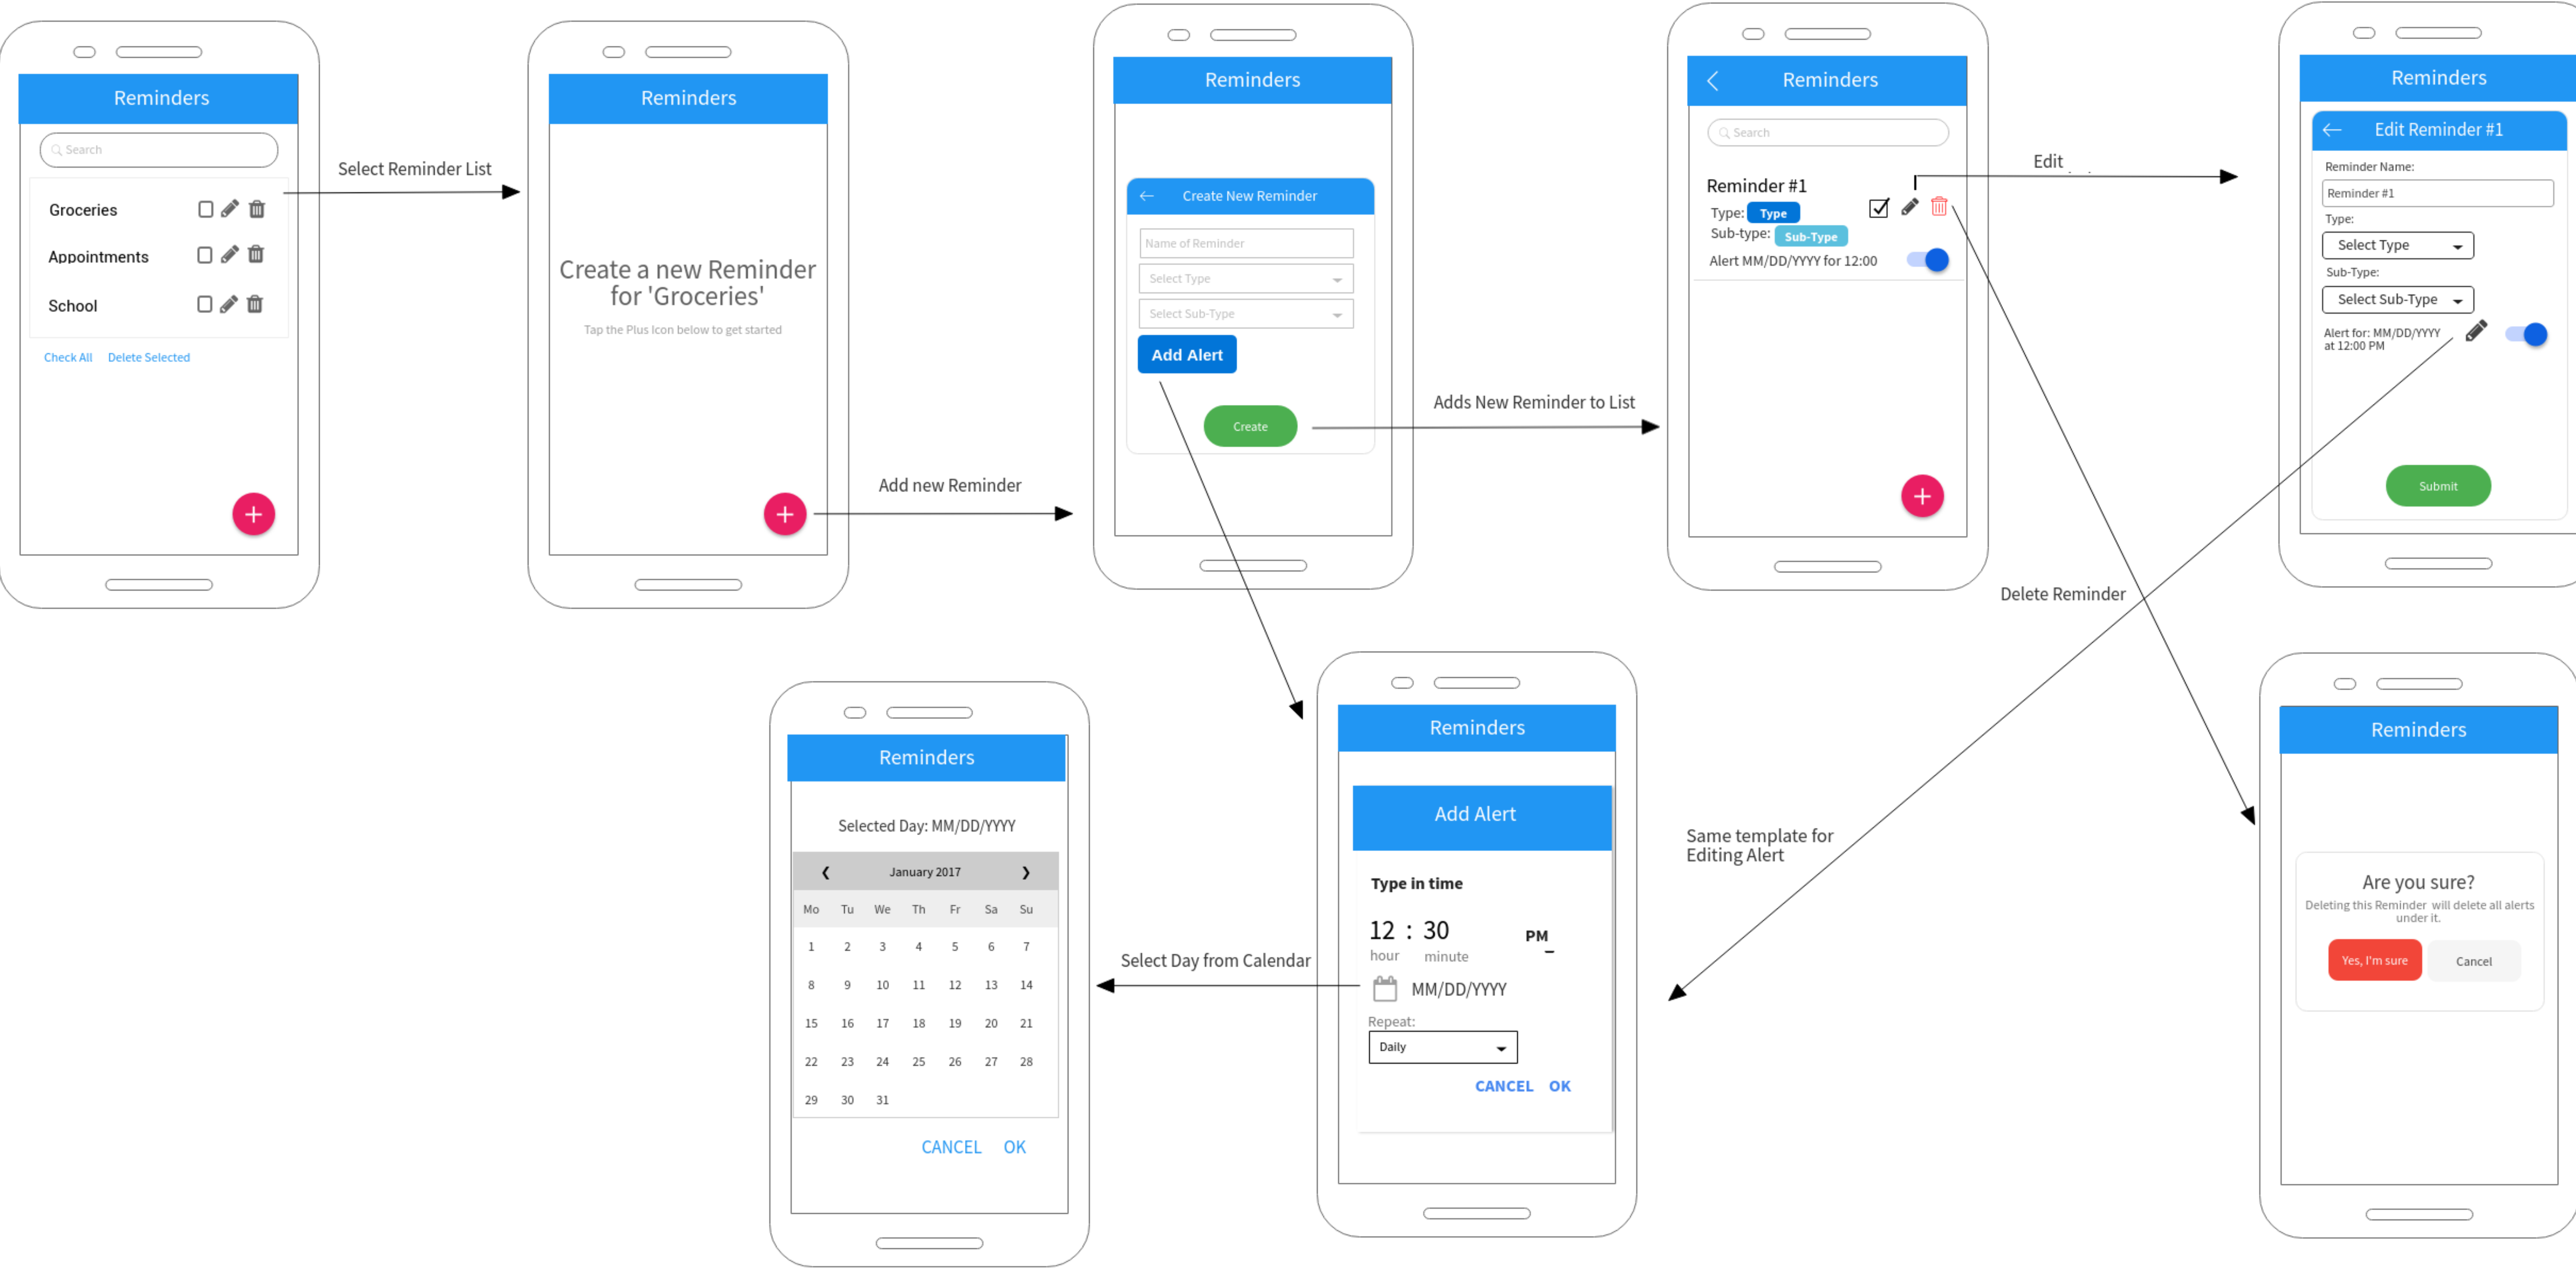 Reminders
Search
Groceries
Appointments
School
Check All Delete Selected
+
Select Reminder List
Reminders
Create a new Reminder
for 'Groceries'
Tap the Plus Icon below to get started
+
Add new Reminder
Reminders
Create New Reminder
Name of Reminder
Select Type
Select Sub-Type
Add Alert
Create
Adds New Reminder to List
Reminders
Search
Reminder #1
Type: Type
Sub-type: Sub-Type
Alert MM/DD/YYYY for 12:00
+
Edit
Delete Reminder
Reminders
Edit Reminder #1
Reminder Name:
Reminder #1
Type:
Select Type
Sub-Type:
Select Sub-Type
Alert for: MM/DD/YYYY
at 12:00 PM
Submit
Reminders
Selected Day: MM/DD/YYYY
❮ January 2017 ❯
Mo Tu We Th Fr Sa Su
1 2 3 4 5 6 7
8 9 10 11 12 13 14
15 16 17 18 19 20 21
22 23 24 25 26 27 28
29 30 31
CANCEL OK
Select Day from Calendar
Reminders
Add Alert
Type in time
12 : 30 PM
hour minute
MM/DD/YYYY
Repeat:
Daily
CANCEL OK
Same template for
Editing Alert
Reminders
Are you sure?
Deleting this Reminder will delete all alerts
under it.
Yes, I'm sure Cancel